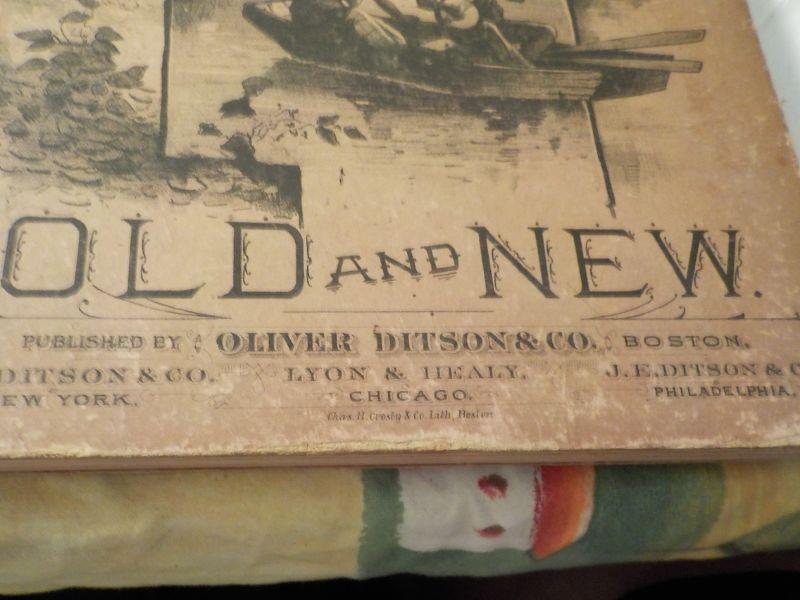 OLD AND NEW.
PUBLISHED BY OLIVER DITSON & CO. BOSTON.
DITSON & CO. LYON & HEALY. J. E. DITSON & C
EW YORK. CHICAGO. PHILADELPHIA.
Chas. H. Crosby & Co. Lith, Boston